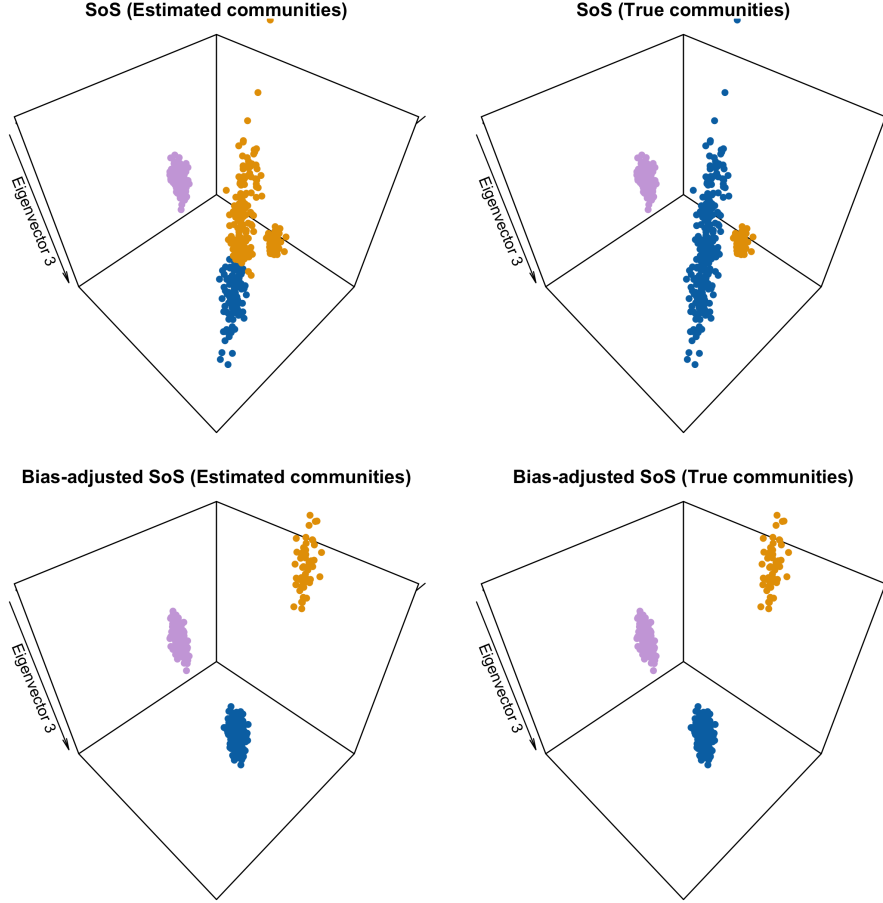 SoS (Estimated communities)
SoS (True communities)
Eigenvector 3
Eigenvector 3
Bias-adjusted SoS (Estimated communities)
Bias-adjusted SoS (True communities)
Eigenvector 3
Eigenvector 3